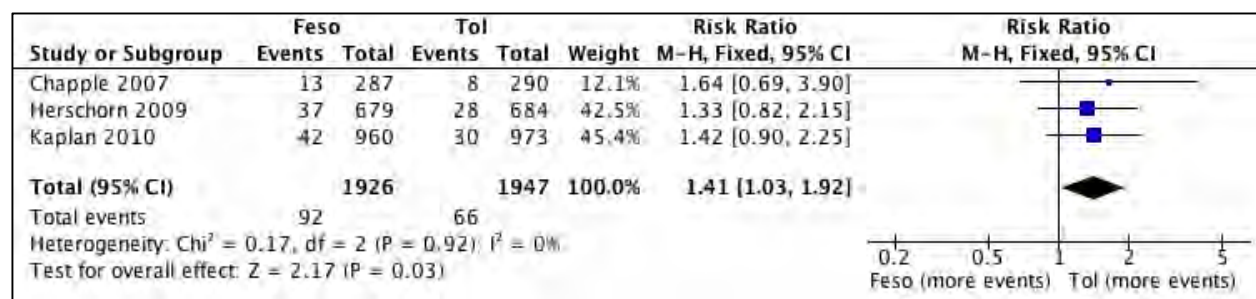 Feso Tol Risk Ratio Risk Ratio
Study or Subgroup Events Total Events Total Weight M-H, Fixed, 95% CI M-H, Fixed, 95% CI
Chapple 2007 13 287 8 290 12.1% 1.64 [0.69, 3.90]
Herschorn 2009 37 679 28 684 42.5% 1.33 [0.82, 2.15]
Kaplan 2010 42 960 30 973 45.4% 1.42 [0.90, 2.25]
Total (95% CI) 1926 1947 100.0% 1.41 [1.03, 1.92]
Total events 92 66
Heterogeneity: Chi² = 0.17, df = 2 (P = 0.92); I² = 0%
Test for overall effect: Z = 2.17 (P = 0.03)
0.2 0.5 1 2 5
Feso (more events) Tol (more events)